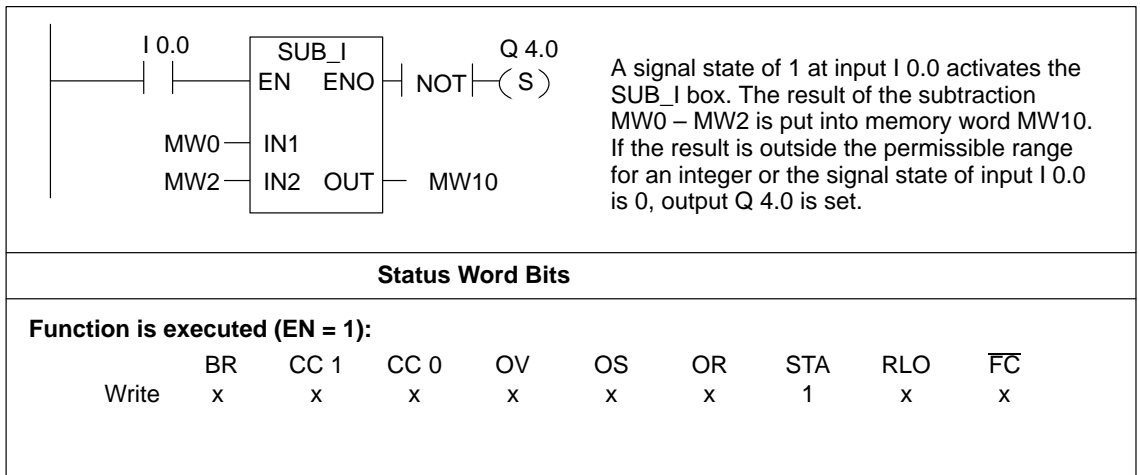 I 0.0
SUB_I
Q 4.0
EN ENO
NOT
S
MW0
IN1
MW2
IN2 OUT
MW10
A signal state of 1 at input I 0.0 activates the
SUB_I box. The result of the subtraction
MW0 – MW2 is put into memory word MW10.
If the result is outside the permissible range
for an integer or the signal state of input I 0.0
is 0, output Q 4.0 is set.
Status Word Bits
Function is executed (EN = 1):
BR CC 1 CC 0 OV OS OR STA RLO F̅C̅
Write x x x x x x 1 x x